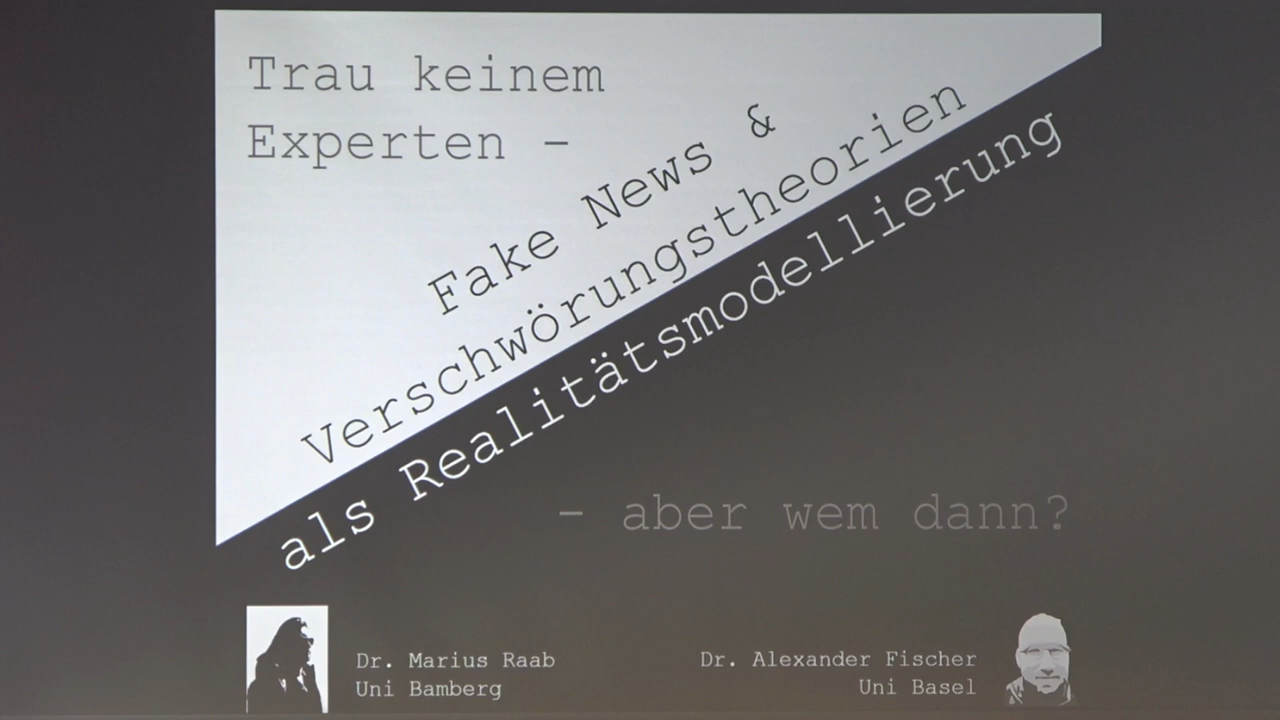 Trau keinem
Experten -
Fake News &
Verschwörungstheorien
als Realitätsmodellierung
- aber wem dann?
Dr. Marius Raab
Uni Bamberg
Dr. Alexander Fischer
Uni Basel